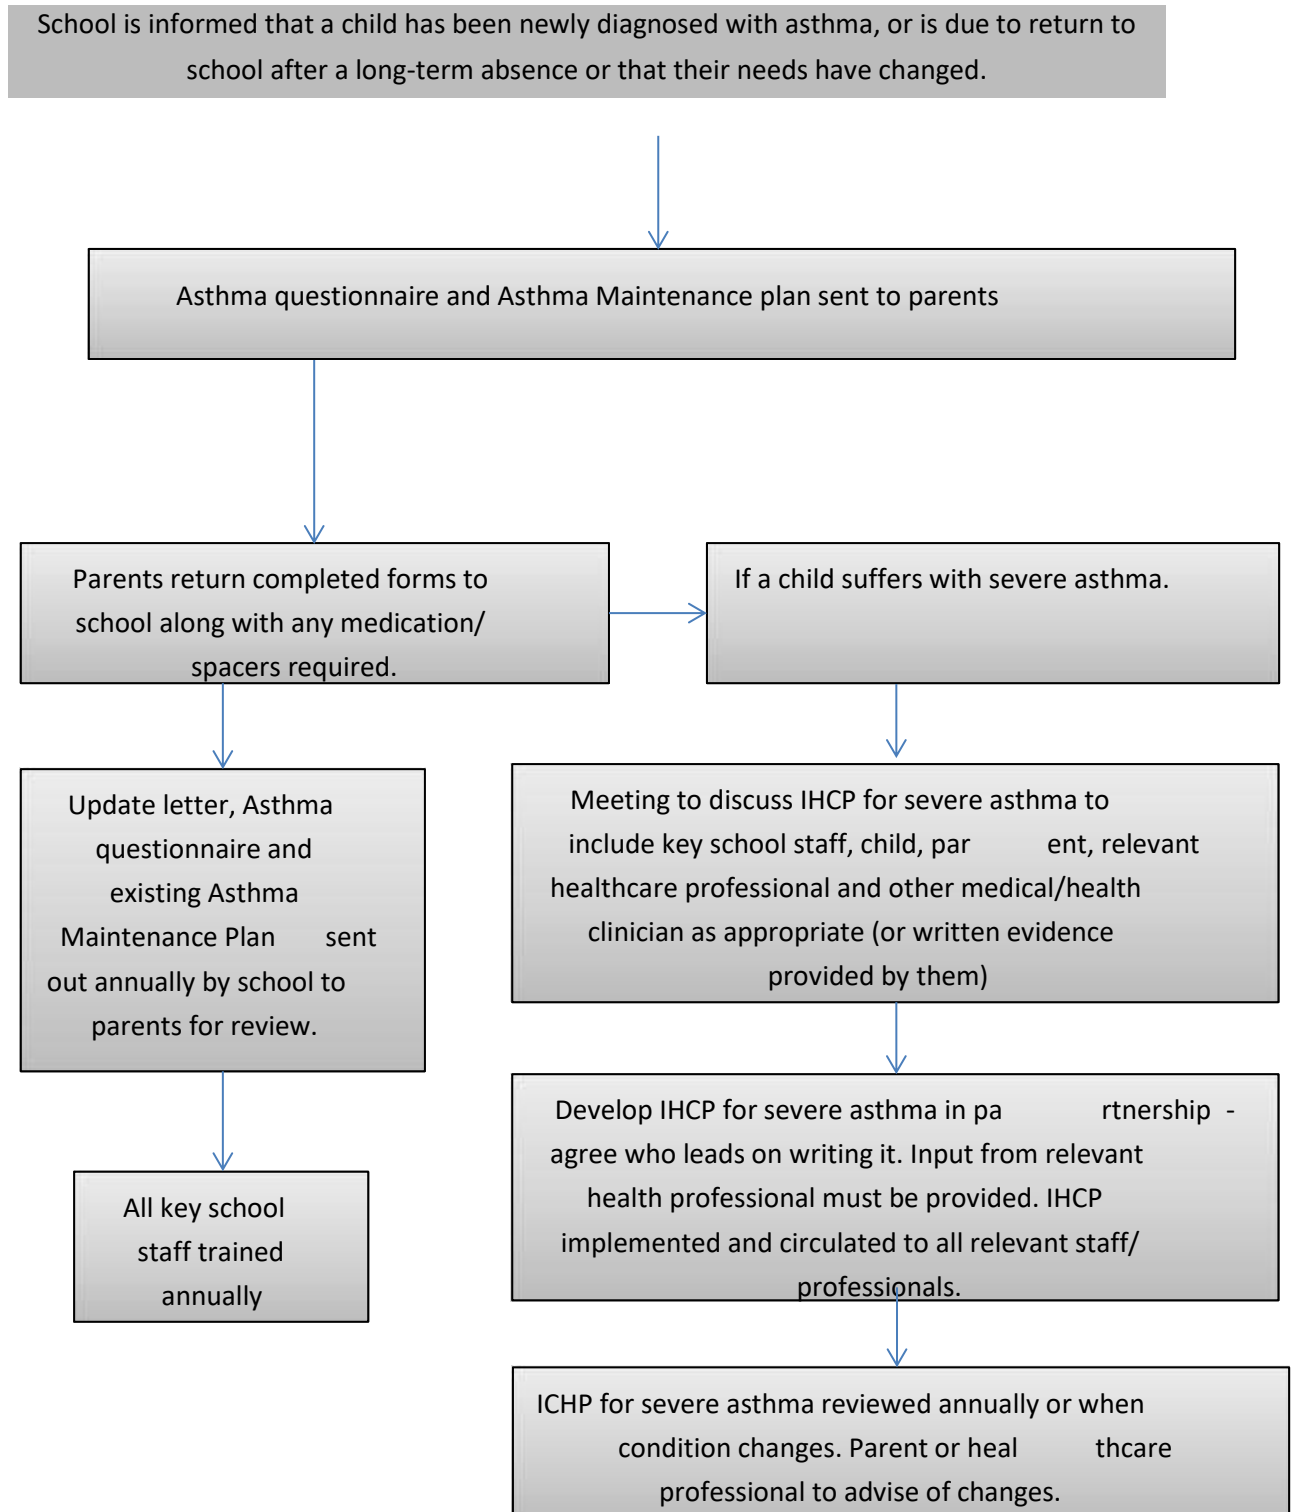 School is informed that a child has been newly diagnosed with asthma, or is due to return to
school after a long-term absence or that their needs have changed.
Asthma questionnaire and Asthma Maintenance plan sent to parents
Parents return completed forms to
school along with any medication/
spacers required.
If a child suffers with severe asthma.
Update letter, Asthma
questionnaire and
existing Asthma
Maintenance Plan sent
out annually by school to
parents for review.
Meeting to discuss IHCP for severe asthma to
include key school staff, child, par ent, relevant
healthcare professional and other medical/health
clinician as appropriate (or written evidence
provided by them)
All key school
staff trained
annually
Develop IHCP for severe asthma in pa rtnership -
agree who leads on writing it. Input from relevant
health professional must be provided. IHCP
implemented and circulated to all relevant staff/
professionals.
ICHP for severe asthma reviewed annually or when
condition changes. Parent or heal thcare
professional to advise of changes.